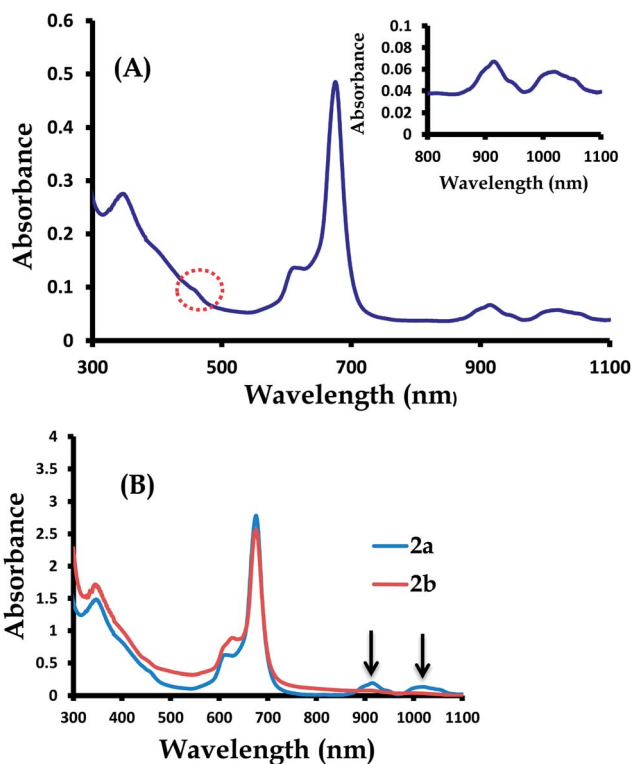 (A)
Absorbance
0.6
0.5
0.4
0.3
0.2
0.1
0
300 500 700 900 1100
Wavelength (nm)
Absorbance
0.1
0.08
0.06
0.04
0.02
0
800 900 1000 1100
Wavelength (nm)
(B)
Absorbance
4
3.5
3
2.5
2
1.5
1
0.5
0
300 400 500 600 700 800 900 1000 1100
Wavelength (nm)
2a
2b